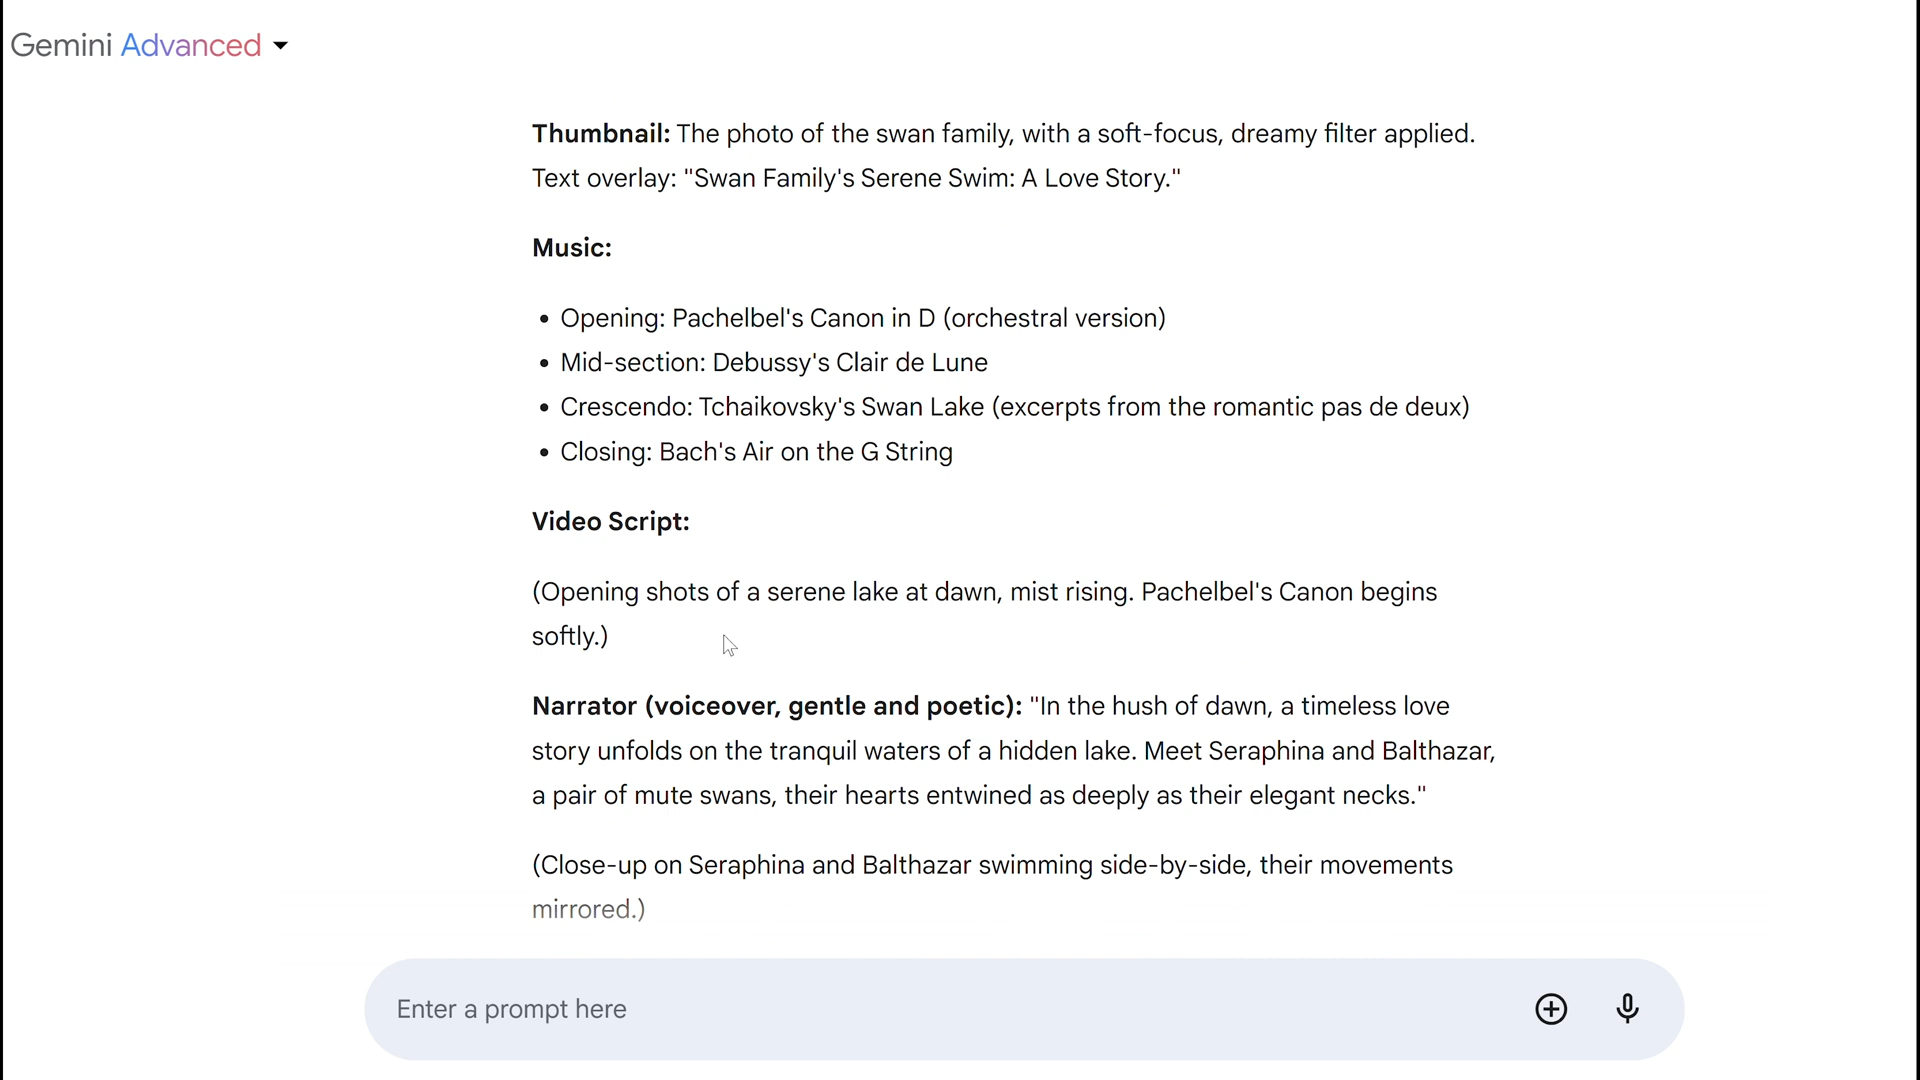 Gemini Advanced
Thumbnail: The photo of the swan family, with a soft-focus, dreamy filter applied.
Text overlay: "Swan Family's Serene Swim: A Love Story."
Music:
• Opening: Pachelbel's Canon in D (orchestral version)
• Mid-section: Debussy's Clair de Lune
• Crescendo: Tchaikovsky's Swan Lake (excerpts from the romantic pas de deux)
• Closing: Bach's Air on the G String
Video Script:
(Opening shots of a serene lake at dawn, mist rising. Pachelbel's Canon begins
softly.)
Narrator (voiceover, gentle and poetic): "In the hush of dawn, a timeless love
story unfolds on the tranquil waters of a hidden lake. Meet Seraphina and Balthazar,
a pair of mute swans, their hearts entwined as deeply as their elegant necks."
(Close-up on Seraphina and Balthazar swimming side-by-side, their movements
mirrored.)
Enter a prompt here